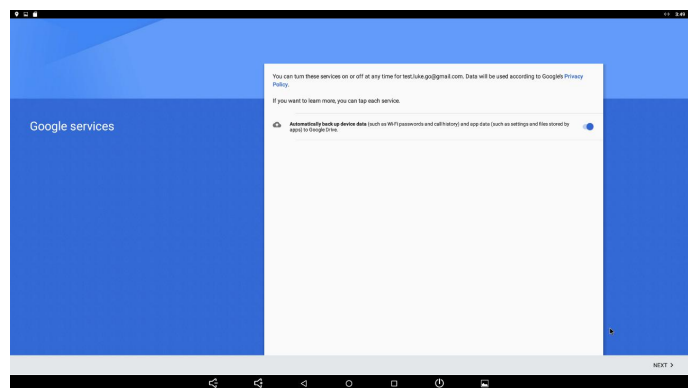 3:49
You can turn these services on or off at any time for test.luke.go@gmail.com. Data will be used according to Google's Privacy
Policy.
If you want to learn more, you can tap each service.
Google services
Automatically back up device data (such as Wi-Fi passwords and call history) and app data (such as settings and files stored by
apps) to Google Drive.
NEXT >